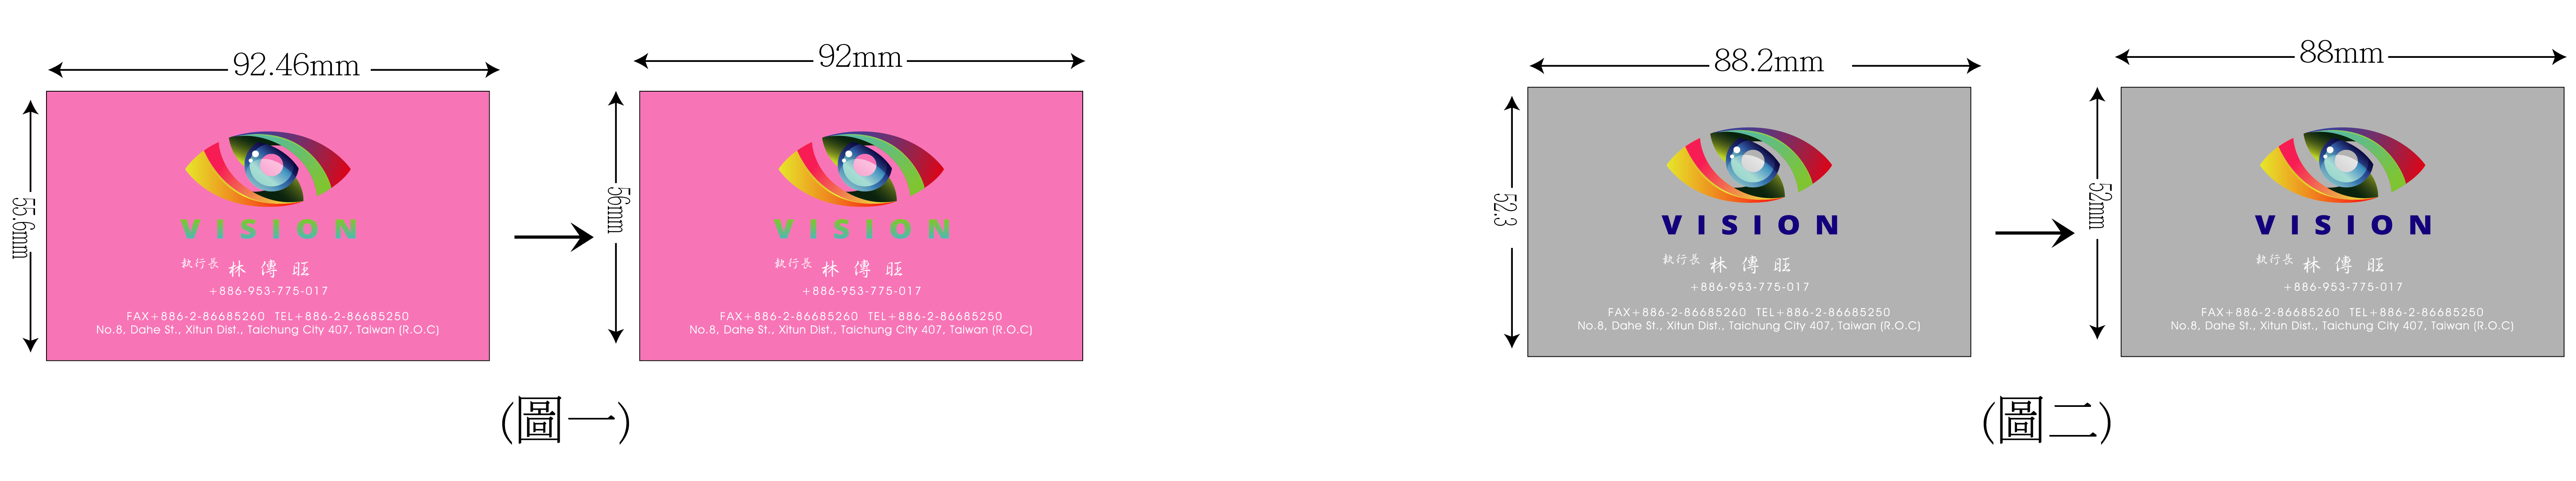 92.46mm
55.6mm
VISION
執行長 林傳旺
+886-953-775-017
FAX+886-2-86685260 TEL+886-2-86685250
No.8, Dahe St., Xitun Dist., Taichung City 407, Taiwan (R.O.C)
92mm
56mm
VISION
執行長 林傳旺
+886-953-775-017
FAX+886-2-86685260 TEL+886-2-86685250
No.8, Dahe St., Xitun Dist., Taichung City 407, Taiwan (R.O.C)
(圖一)
88.2mm
52.3
VISION
執行長 林傳旺
+886-953-775-017
FAX+886-2-86685260 TEL+886-2-86685250
No.8, Dahe St., Xitun Dist., Taichung City 407, Taiwan (R.O.C)
88mm
52mm
VISION
執行長 林傳旺
+886-953-775-017
FAX+886-2-86685260 TEL+886-2-86685250
No.8, Dahe St., Xitun Dist., Taichung City 407, Taiwan (R.O.C)
(圖二)